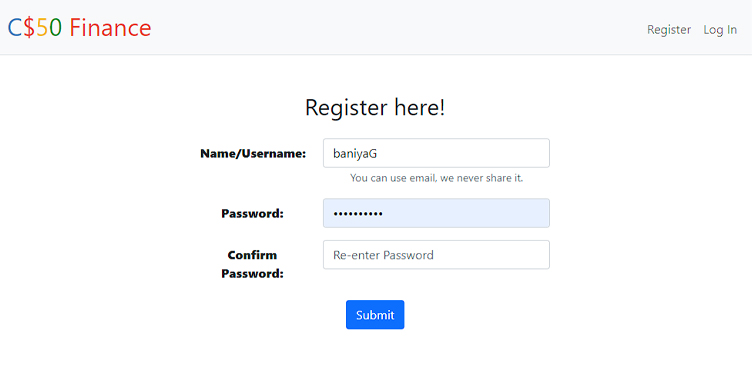 C$50 Finance
Register Log In
Register here!
Name/Username: baniyaG
You can use email, we never share it.
Password: ••••••••••
Confirm Password: Re-enter Password
Submit